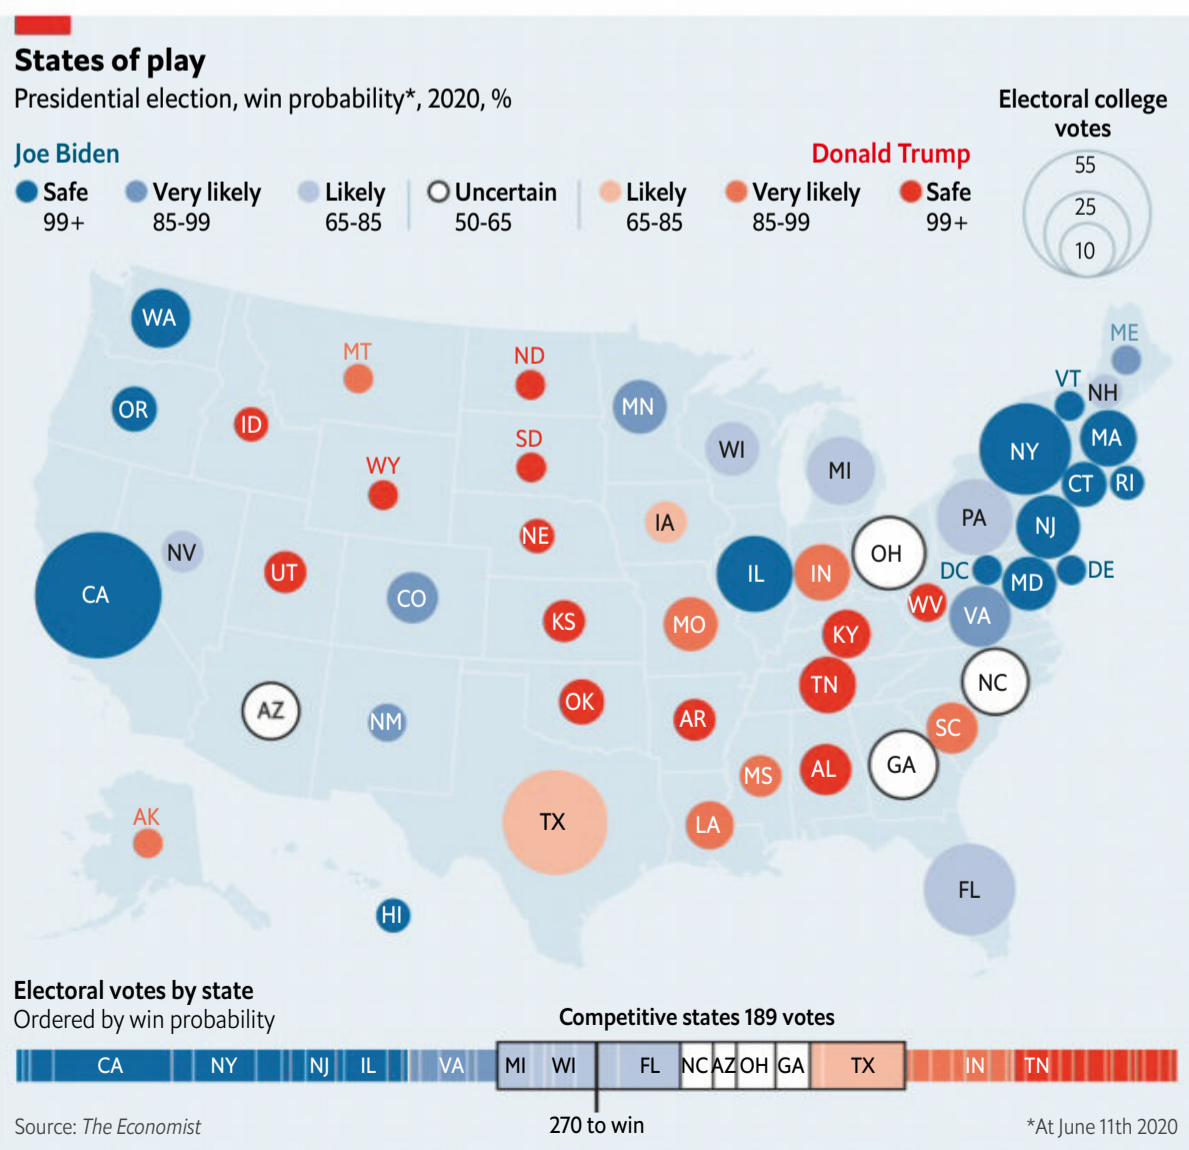 States of play
Presidential election, win probability*, 2020, %
Electoral college
votes
55
25
10
Joe Biden
Donald Trump
Safe
99+
Very likely
85-99
Likely
65-85
Uncertain
50-65
Likely
65-85
Very likely
85-99
Safe
99+
WA
MT
ND
ME
OR
ID
MN
VT
NH
SD
WI
NY
MA
WY
MI
CT
RI
NV
NE
IA
PA
NJ
CA
UT
CO
IL
IN
OH
DC
DE
MD
KS
MO
KY
WV
VA
AZ
NM
OK
AR
TN
NC
SC
TX
MS
AL
GA
AK
LA
HI
FL
Electoral votes by state
Ordered by win probability
Competitive states 189 votes
CA NY NJ IL VA MI WI FL NC AZ OH GA TX IN TN
270 to win
Source: The Economist
*At June 11th 2020